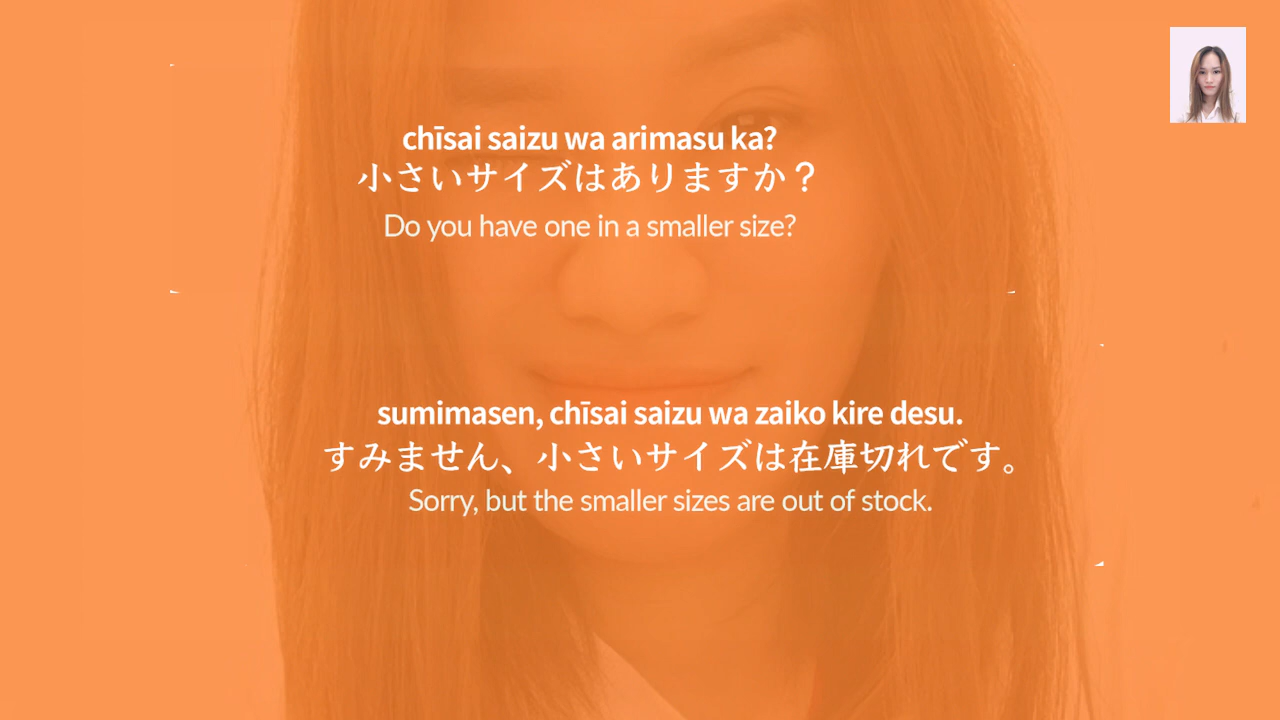 chīsai saizu wa arimasu ka?
小さいサイズはありますか？
Do you have one in a smaller size?
sumimasen, chīsai saizu wa zaiko kire desu.
すみません、小さいサイズは在庫切れです。
Sorry, but the smaller sizes are out of stock.